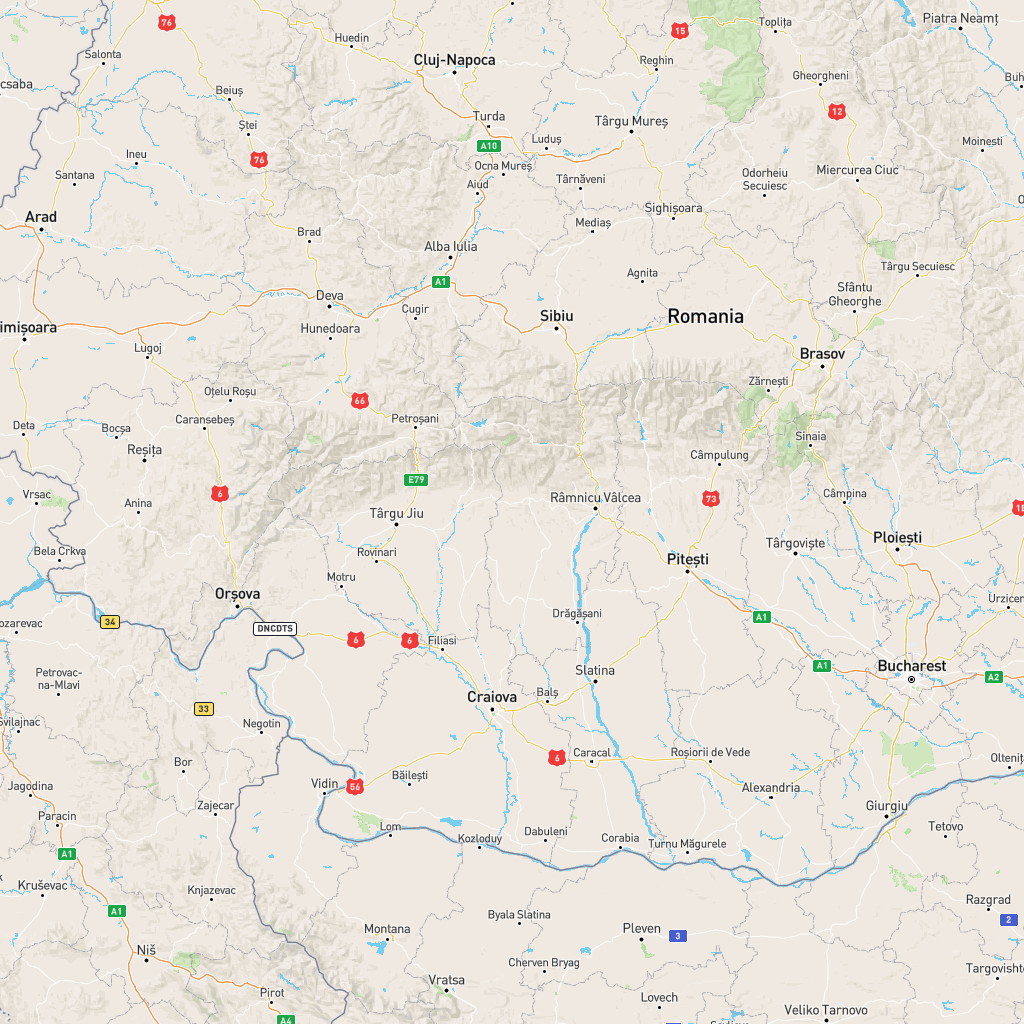 76
15
Toplița
Piatra Neamț
Huedin
Salonta
Cluj-Napoca
Reghin
Gheorgheni
csaba
Beiuș
Buh
12
Turda
Târgu Mureș
Ștei
A10
Luduș
Moinesti
Ineu
76
Ocna Mureș
Santana
Aiud
Târnăveni
Odorheiu
Secuiesc
Miercurea Ciuc
Arad
Sighișoara
Brad
Mediaș
Alba Iulia
Agnita
Târgu Secuiesc
A1
Sfântu
Gheorghe
Deva
Cugir
Sibiu
Romania
imișoara
Hunedoara
Lugoj
Brasov
Zărnești
Oțelu Roșu
66
Deta
Bocșa
Caransebeș
Petroșani
Sinaia
Reșița
Câmpulung
E79
Vrsac
6
Anina
Râmnicu Vâlcea
73
Câmpina
Târgu Jiu
Ploiești
Bela Crkva
Rovinari
Pitești
Târgoviște
Motru
Orșova
Urzicen
34
DNCDTS
Drăgășani
A1
ozarevac
6
6
Filiasi
Petrovac-
na-Mlavi
Slatina
A1
Bucharest
A2
Craiova
Balș
33
Svilajnac
Negotin
Bor
6
Caracal
Roșiorii de Vede
Vidin
56
Băilești
Jagodina
Alexandria
Zajecar
Giurgiu
Paracin
Lom
Kozloduy
Dabuleni
Corabia
Turnu Măgurele
Tetovo
A1
Kruševac
Knjazevac
Razgrad
A1
Byala Slatina
2
Montana
Pleven
3
Niš
Cherven Bryag
Vratsa
Pirot
Lovech
Veliko Tarnovo
A4